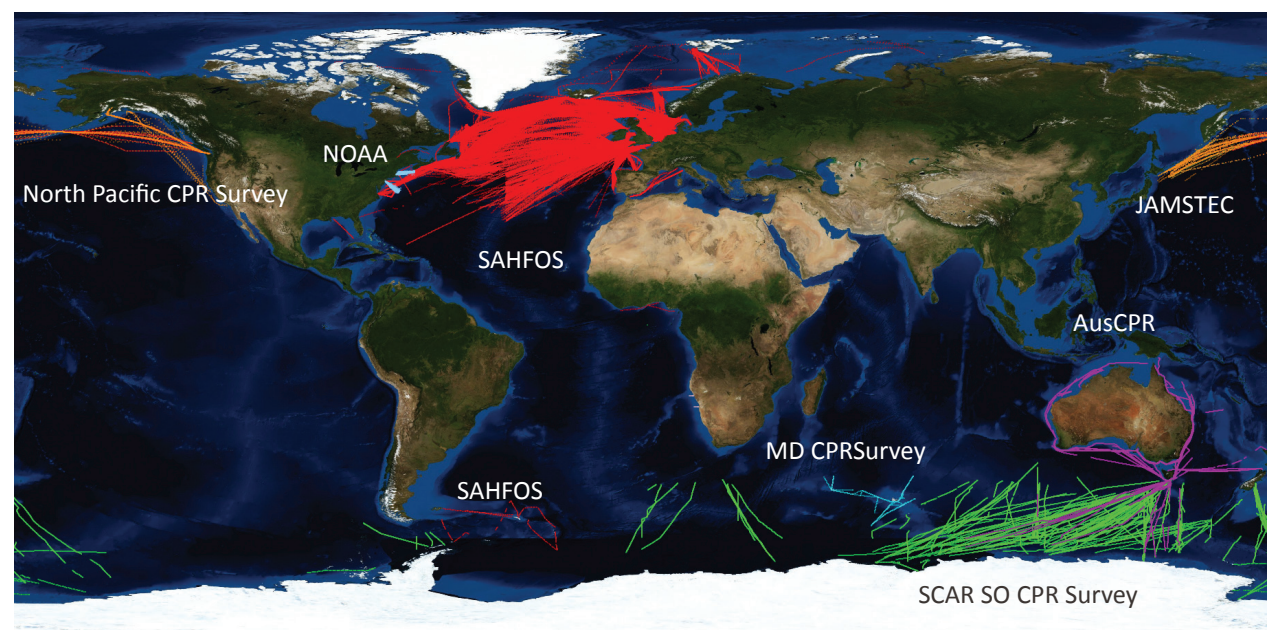 NOAA
North Pacific CPR Survey
JAMSTEC
SAHFOS
AusCPR
MD CPRSurvey
SAHFOS
SCAR SO CPR Survey